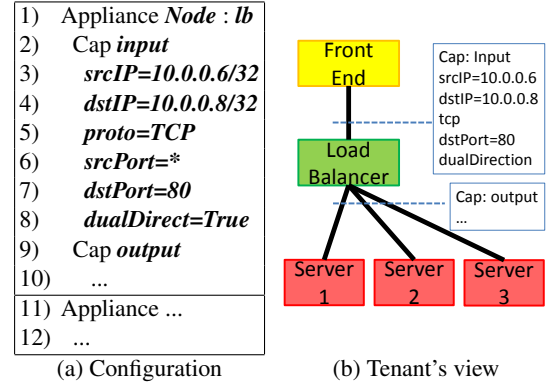 1) Appliance Node : lb
2) Cap input
3) srcIP=10.0.0.6/32
4) dstIP=10.0.0.8/32
5) proto=TCP
6) srcPort=*
7) dstPort=80
8) dualDirect=True
9) Cap output
10) ...
11) Appliance ...
12) ...
(a) Configuration
Front
End
Cap: Input
srcIP=10.0.0.6
dstIP=10.0.0.8
tcp
dstPort=80
dualDirection
Load
Balancer
Cap: output
...
Server
1
Server
2
Server
3
(b) Tenant's view